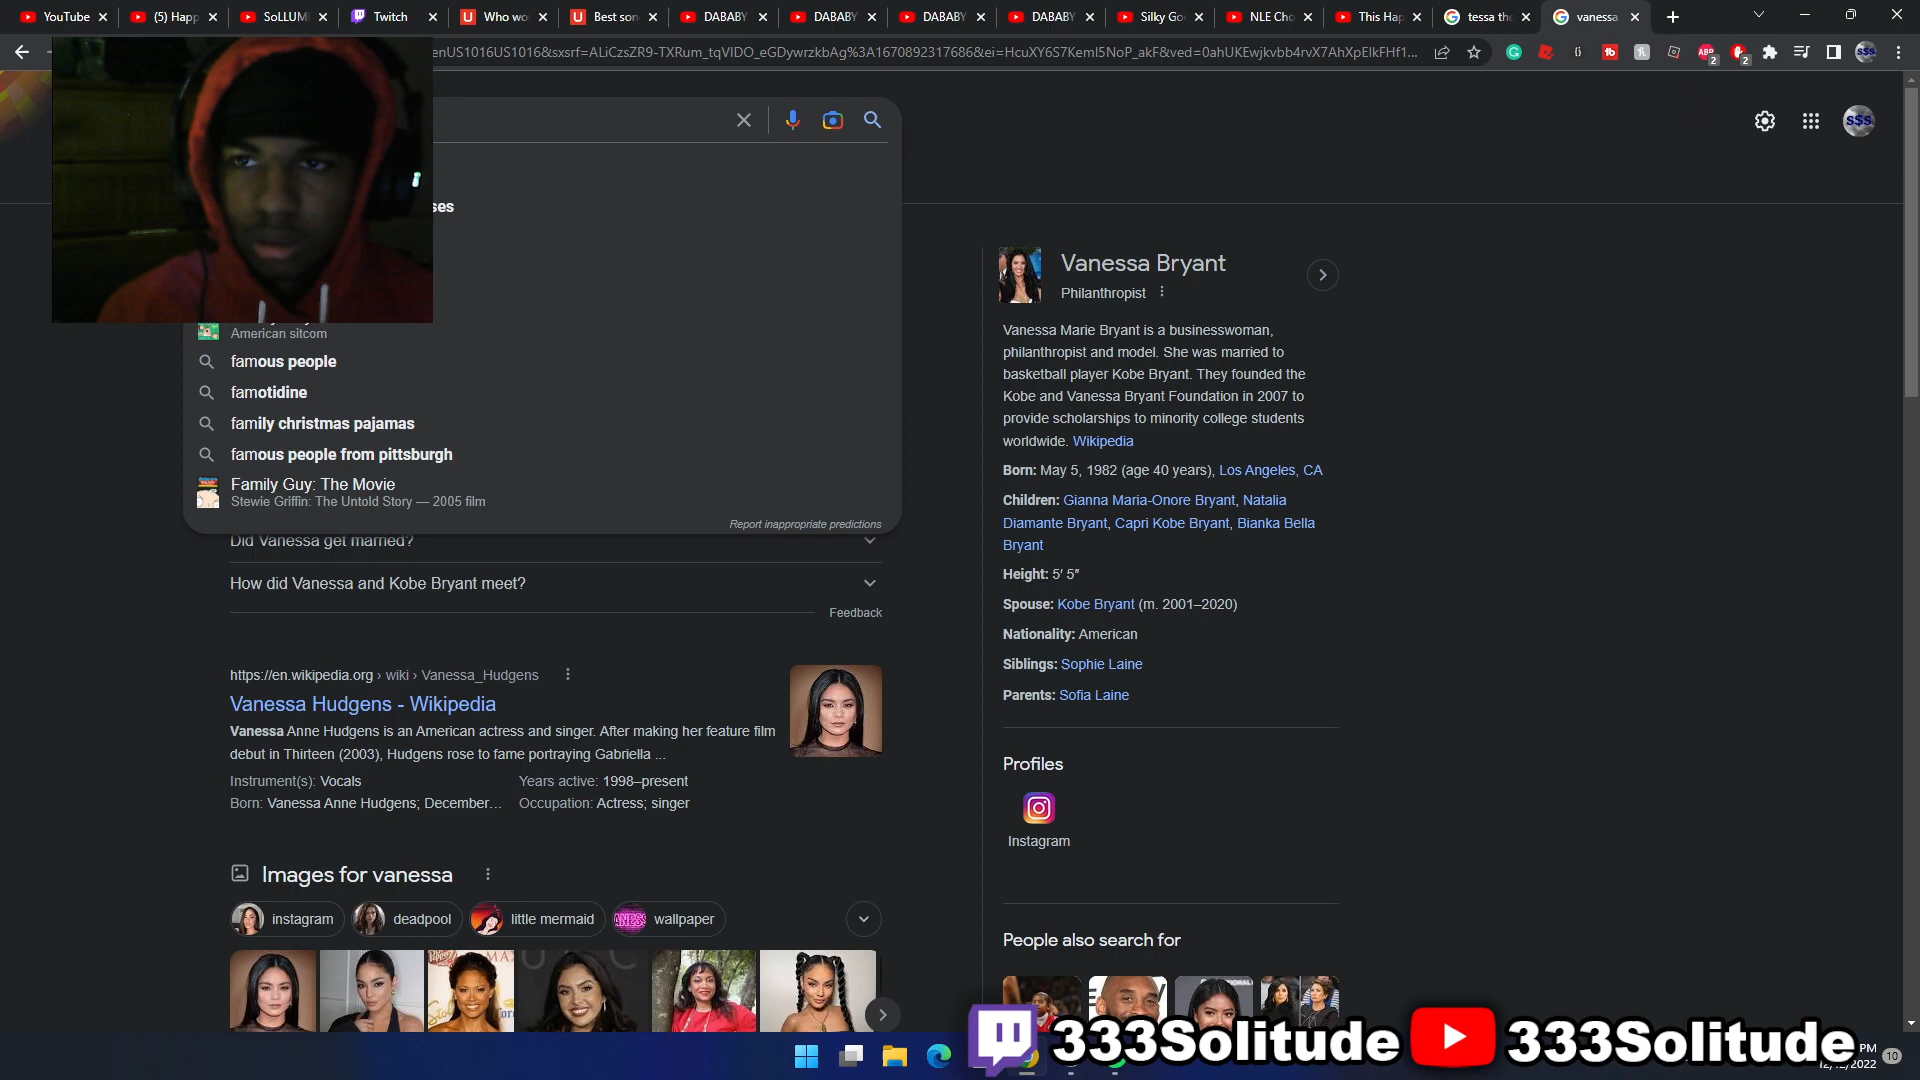 YouTube
(5) Happ
SoLLUMI
Twitch
Who wo
Best son
DABABY
DABABY
DABABY
DABABY
Silky Go
NLE Cho
This Hap
tessa tho
vanessa
enUS1016US1016&sxsrf=ALiCzsZR9-TXRum_tqVIDO_eGDywrzkbAg%3A1670892317686&ei=HcuXY6S7KemI5NoP_akF&ved=0ahUKEwjkvbb4rvX7AhXpElkFHf1...
ses
American sitcom
famous people
famotidine
family christmas pajamas
famous people from pittsburgh
Family Guy: The Movie
Stewie Griffin: The Untold Story — 2005 film
Report inappropriate predictions
Did Vanessa get married?
How did Vanessa and Kobe Bryant meet?
Feedback
https://en.wikipedia.org › wiki › Vanessa_Hudgens
Vanessa Hudgens - Wikipedia
Vanessa Anne Hudgens is an American actress and singer. After making her feature film
debut in Thirteen (2003), Hudgens rose to fame portraying Gabriella ...
Instrument(s): Vocals
Years active: 1998–present
Born: Vanessa Anne Hudgens; December...
Occupation: Actress; singer
Images for vanessa
instagram
deadpool
little mermaid
wallpaper
Vanessa Bryant
Philanthropist
Vanessa Marie Bryant is a businesswoman,
philanthropist and model. She was married to
basketball player Kobe Bryant. They founded the
Kobe and Vanessa Bryant Foundation in 2007 to
provide scholarships to minority college students
worldwide. Wikipedia
Born: May 5, 1982 (age 40 years), Los Angeles, CA
Children: Gianna Maria-Onore Bryant, Natalia
Diamante Bryant, Capri Kobe Bryant, Bianka Bella
Bryant
Height: 5′ 5″
Spouse: Kobe Bryant (m. 2001–2020)
Nationality: American
Siblings: Sophie Laine
Parents: Sofia Laine
Profiles
Instagram
People also search for
333Solitude
333Solitude
PM
10